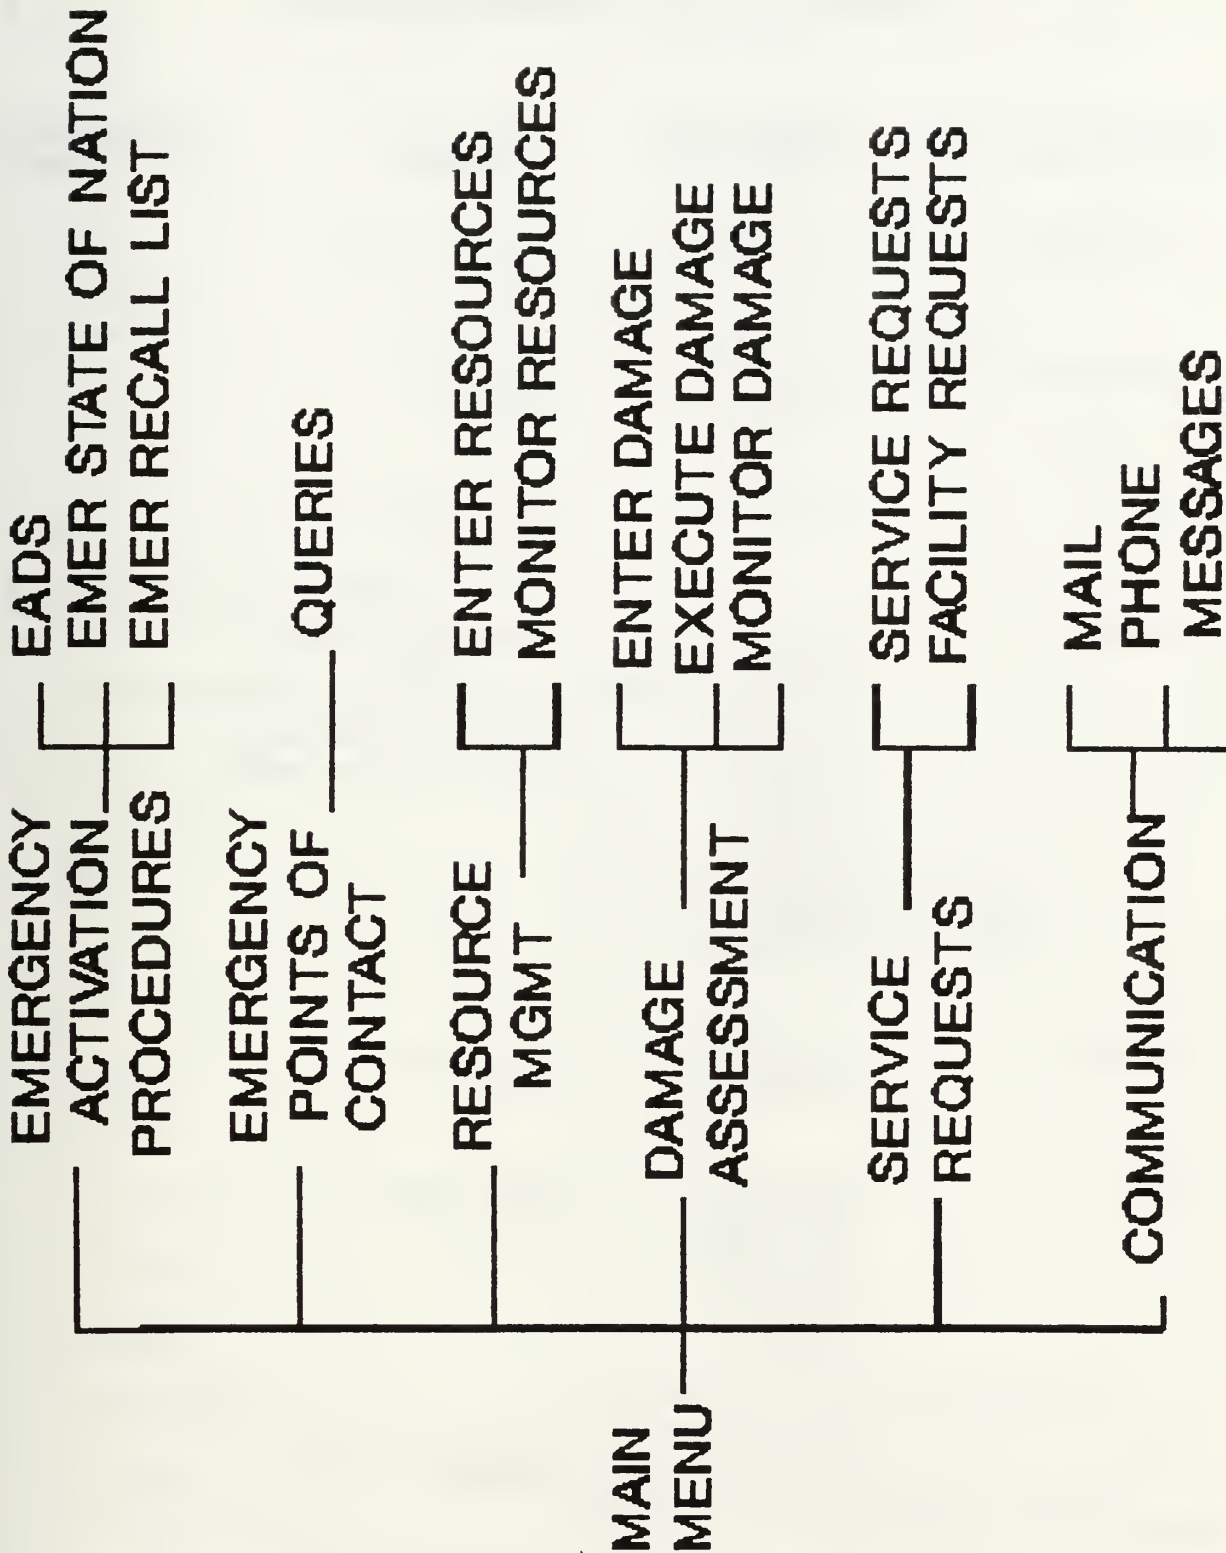 MAIN
MENU
EMERGENCY
ACTIVATION
PROCEDURES
EADS
EMER STATE OF NATION
EMER RECALL LIST
EMERGENCY
POINTS OF
CONTACT
QUERIES
RESOURCE
MGMT
ENTER RESOURCES
MONITOR RESOURCES
DAMAGE
ASSESSMENT
ENTER DAMAGE
EXECUTE DAMAGE
MONITOR DAMAGE
SERVICE
REQUESTS
SERVICE REQUESTS
FACILITY REQUESTS
COMMUNICATION
MAIL
PHONE
MESSAGES